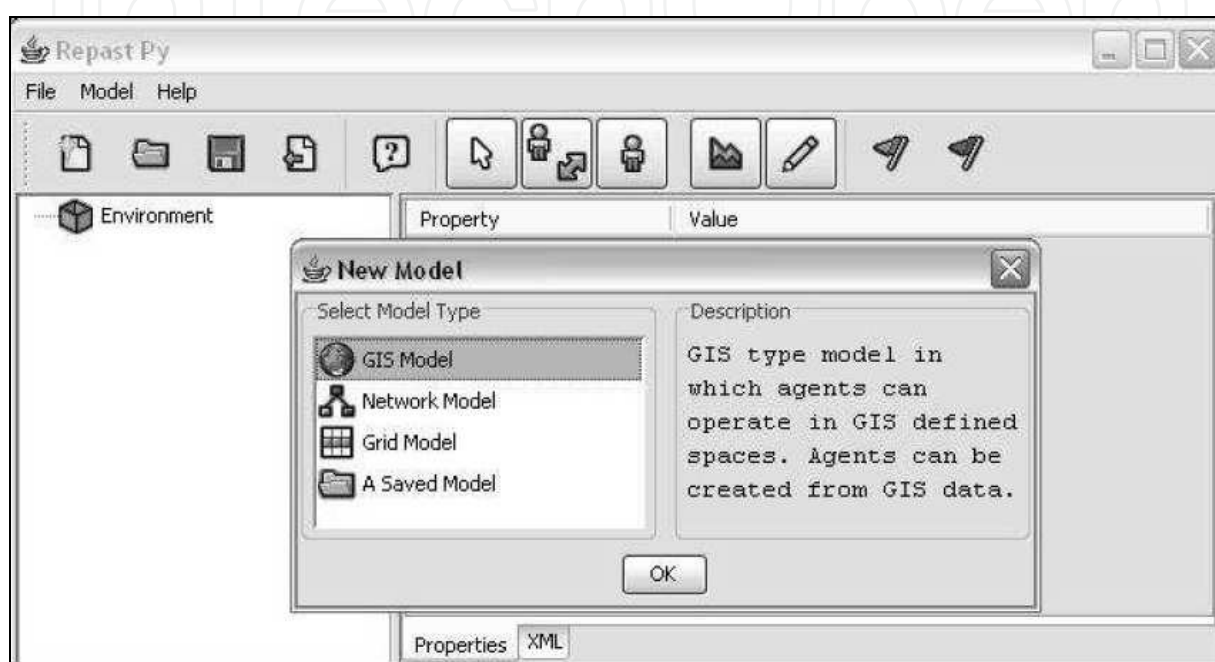 Repast Py
File Model Help
Environment
Property Value
New Model
Select Model Type
GIS Model
Network Model
Grid Model
A Saved Model
Description
GIS type model in
which agents can
operate in GIS defined
spaces. Agents can be
created from GIS data.
OK
Properties XML